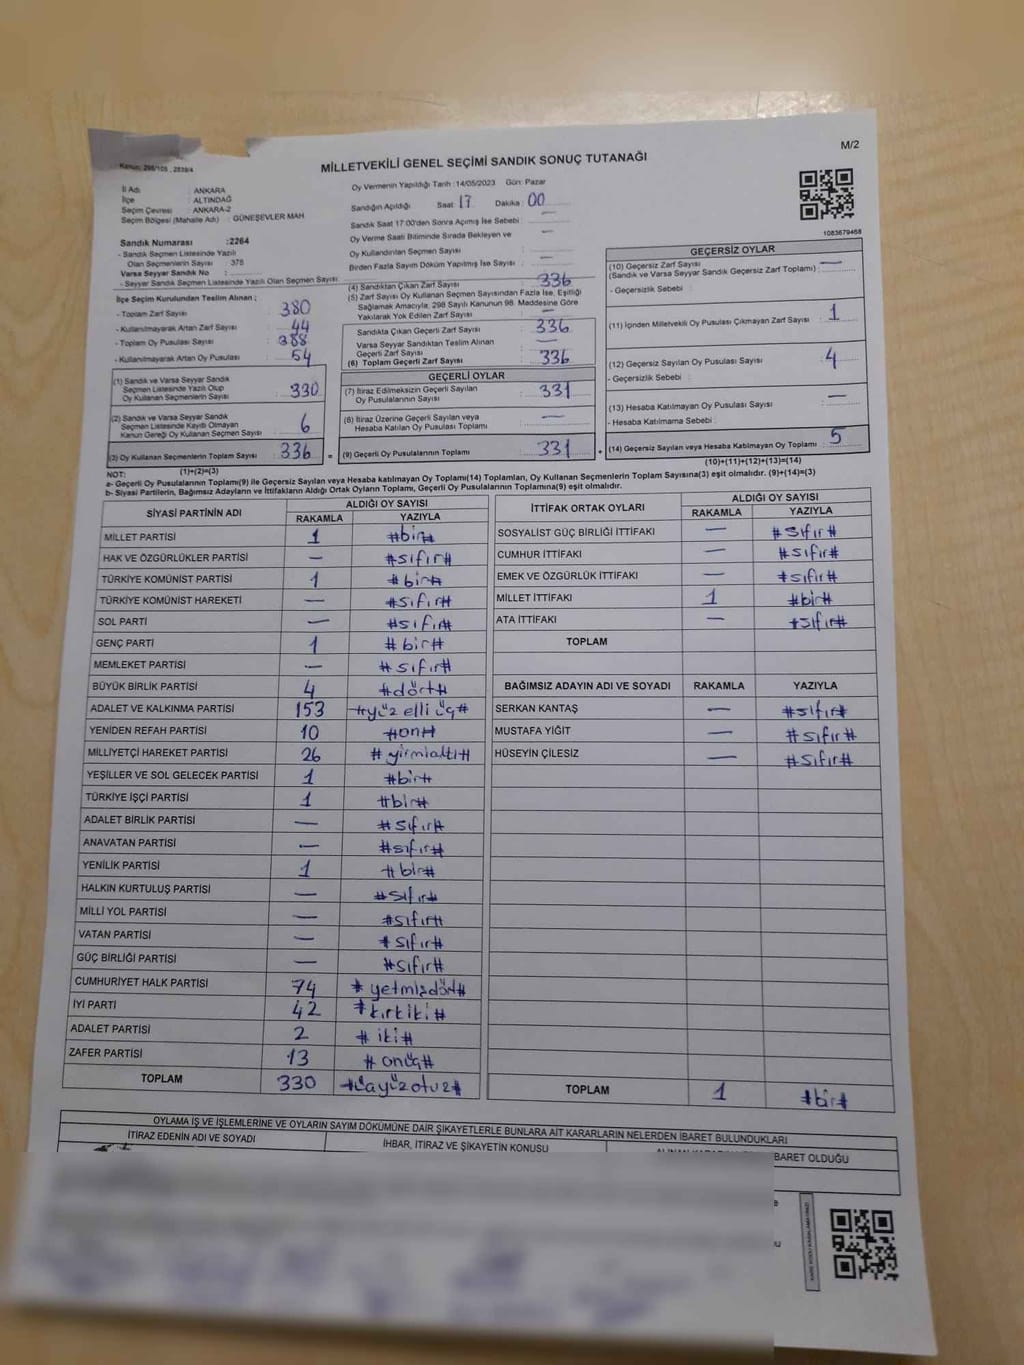 M/2
Kanun: 298/105 , 2839/4
MİLLETVEKİLİ GENEL SEÇİMİ SANDIK SONUÇ TUTANAĞI
İl Adı : ANKARA
İlçe : ALTINDAĞ
Seçim Çevresi : ANKARA-2
Seçim Bölgesi (Mahalle Adı) : GÜNEŞEVLER MAH.
Oy Vermenin Yapıldığı Tarih :14/05/2023 Gün: Pazar
Sandığın Açıldığı Saat : 17 Dakika : 00
Sandık Saat 17:00'den Sonra Açılmış İse Sebebi : —
Oy Verme Saati Bitiminde Sırada Bekleyen ve
Oy Kullandırılan Seçmen Sayısı : —
Birden Fazla Sayım Döküm Yapılmış İse Sayısı : —
1083679468
Sandık Numarası :2264
- Sandık Seçmen Listesinde Yazılı
Olan Seçmenlerin Sayısı : 378
Varsa Seyyar Sandık No :
- Seyyar Sandık Seçmen Listesinde Yazılı Olan Seçmen Sayısı :
İlçe Seçim Kurulundan Teslim Alınan ;
- Toplam Zarf Sayısı : 380
- Kullanılmayarak Artan Zarf Sayısı : 44
- Toplam Oy Pusulası : 388
- Kullanılmayarak Artan Oy Pusulası : 54
(1) Sandık ve Varsa Seyyar Sandık
Seçmen Listesinde Yazılı Olup
Oy Kullanan Seçmenlerin Sayısı : 330
(2) Sandık ve Varsa Seyyar Sandık
Seçmen Listesinde Kayıtlı Olmayan
Kanun Gereği Oy Kullanan Seçmen Sayısı : 6
(3) Oy Kullanan Seçmenlerin Toplam Sayısı : 336
(1)+(2)=(3)
(4) Sandıktan Çıkan Zarf Sayısı : 336
(5) Zarf Sayısı Oy Kullanan Seçmen Sayısından Fazla İse, Eşitliği
Sağlamak Amacıyla, 298 Sayılı Kanunun 98. Maddesine Göre
Yakılarak Yok Edilen Zarf Sayısı : —
Sandıkta Çıkan Geçerli Zarf Sayısı : 336
Varsa Seyyar Sandıktan Teslim Alınan
Geçerli Zarf Sayısı : —
(6) Toplam Geçerli Zarf Sayısı : 336
GEÇERLİ OYLAR
(7) İtiraz Edilmeksizin Geçerli Sayılan
Oy Pusulalarının Sayısı : 331
(8) İtiraz Üzerine Geçerli Sayılan veya
Hesaba Katılan Oy Pusulası Toplamı : —
= (9) Geçerli Oy Pusulalarının Toplamı : 331 +
GEÇERSİZ OYLAR
(10) Geçersiz Zarf Sayısı
(Sandık ve Varsa Seyyar Sandık Geçersiz Zarf Toplamı) : —
- Geçersizlik Sebebi :
(11) İçinden Milletvekili Oy Pusulası Çıkmayan Zarf Sayısı : 1
(12) Geçersiz Sayılan Oy Pusulası Sayısı : 4
- Geçersizlik Sebebi :
(13) Hesaba Katılmayan Oy Pusulası Sayısı : —
- Hesaba Katılmama Sebebi :
(14) Geçersiz Sayılan veya Hesaba Katılmayan Oy Toplamı : 5
(10)+(11)+(12)+(13)=(14)
NOT:
a- Geçerli Oy Pusulalarının Toplamı(9) ile Geçersiz Sayılan veya Hesaba katılmayan Oy Toplamı(14) Toplamları, Oy Kullanan Seçmenlerin Toplam Sayısına(3) eşit olmalıdır. (9)+(14)=(3)
b- Siyasi Partilerin, Bağımsız Adayların ve İttifakların Aldığı Ortak Oyların Toplamı, Geçerli Oy Pusulalarının Toplamına(9) eşit olmalıdır.
SİYASİ PARTİNİN ADI ALDIĞI OY SAYISI
RAKAMLA YAZIYLA
MİLLET PARTİSİ 1 #bir#
HAK VE ÖZGÜRLÜKLER PARTİSİ — #sıfır#
TÜRKİYE KOMÜNİST PARTİSİ 1 #bir#
TÜRKİYE KOMÜNİST HAREKETİ — #sıfır#
SOL PARTİ — #sıfır#
GENÇ PARTİ 1 #bir#
MEMLEKET PARTİSİ — #sıfır#
BÜYÜK BİRLİK PARTİSİ 4 #dört#
ADALET VE KALKINMA PARTİSİ 153 #yüz elli üç#
YENİDEN REFAH PARTİSİ 10 #on#
MİLLİYETÇİ HAREKET PARTİSİ 26 #yirmialtı#
YEŞİLLER VE SOL GELECEK PARTİSİ 1 #bir#
TÜRKİYE İŞÇİ PARTİSİ 1 #bir#
ADALET BİRLİK PARTİSİ — #sıfır#
ANAVATAN PARTİSİ — #sıfır#
YENİLİK PARTİSİ 1 #bir#
HALKIN KURTULUŞ PARTİSİ — #sıfır#
MİLLİ YOL PARTİSİ — #sıfır#
VATAN PARTİSİ — #sıfır#
GÜÇ BİRLİĞİ PARTİSİ — #sıfır#
CUMHURİYET HALK PARTİSİ 74 #yetmişdört#
İYİ PARTİ 42 #kırkiki#
ADALET PARTİSİ 2 #iki#
ZAFER PARTİSİ 13 #onüç#
TOPLAM 330 #üçyüzotuz#
İTTİFAK ORTAK OYLARI ALDIĞI OY SAYISI
RAKAMLA YAZIYLA
SOSYALİST GÜÇ BİRLİĞİ İTTİFAKI — #sıfır#
CUMHUR İTTİFAKI — #sıfır#
EMEK VE ÖZGÜRLÜK İTTİFAKI — #sıfır#
MİLLET İTTİFAKI 1 #bir#
ATA İTTİFAKI — #sıfır#
TOPLAM
BAĞIMSIZ ADAYIN ADI VE SOYADI RAKAMLA YAZIYLA
SERKAN KANTAŞ — #sıfır#
MUSTAFA YİĞİT — #sıfır#
HÜSEYİN ÇİLESİZ — #sıfır#
TOPLAM 1 #bir#
OYLAMA İŞ VE İŞLEMLERİNE VE OYLARIN SAYIM DÖKÜMÜNE DAİR ŞİKAYETLERLE BUNLARA AİT KARARLARIN NELERDEN İBARET BULUNDUKLARI
İTİRAZ EDENİN ADI VE SOYADI İHBAR, İTİRAZ VE ŞİKAYETİN KONUSU BARET OLDUĞU